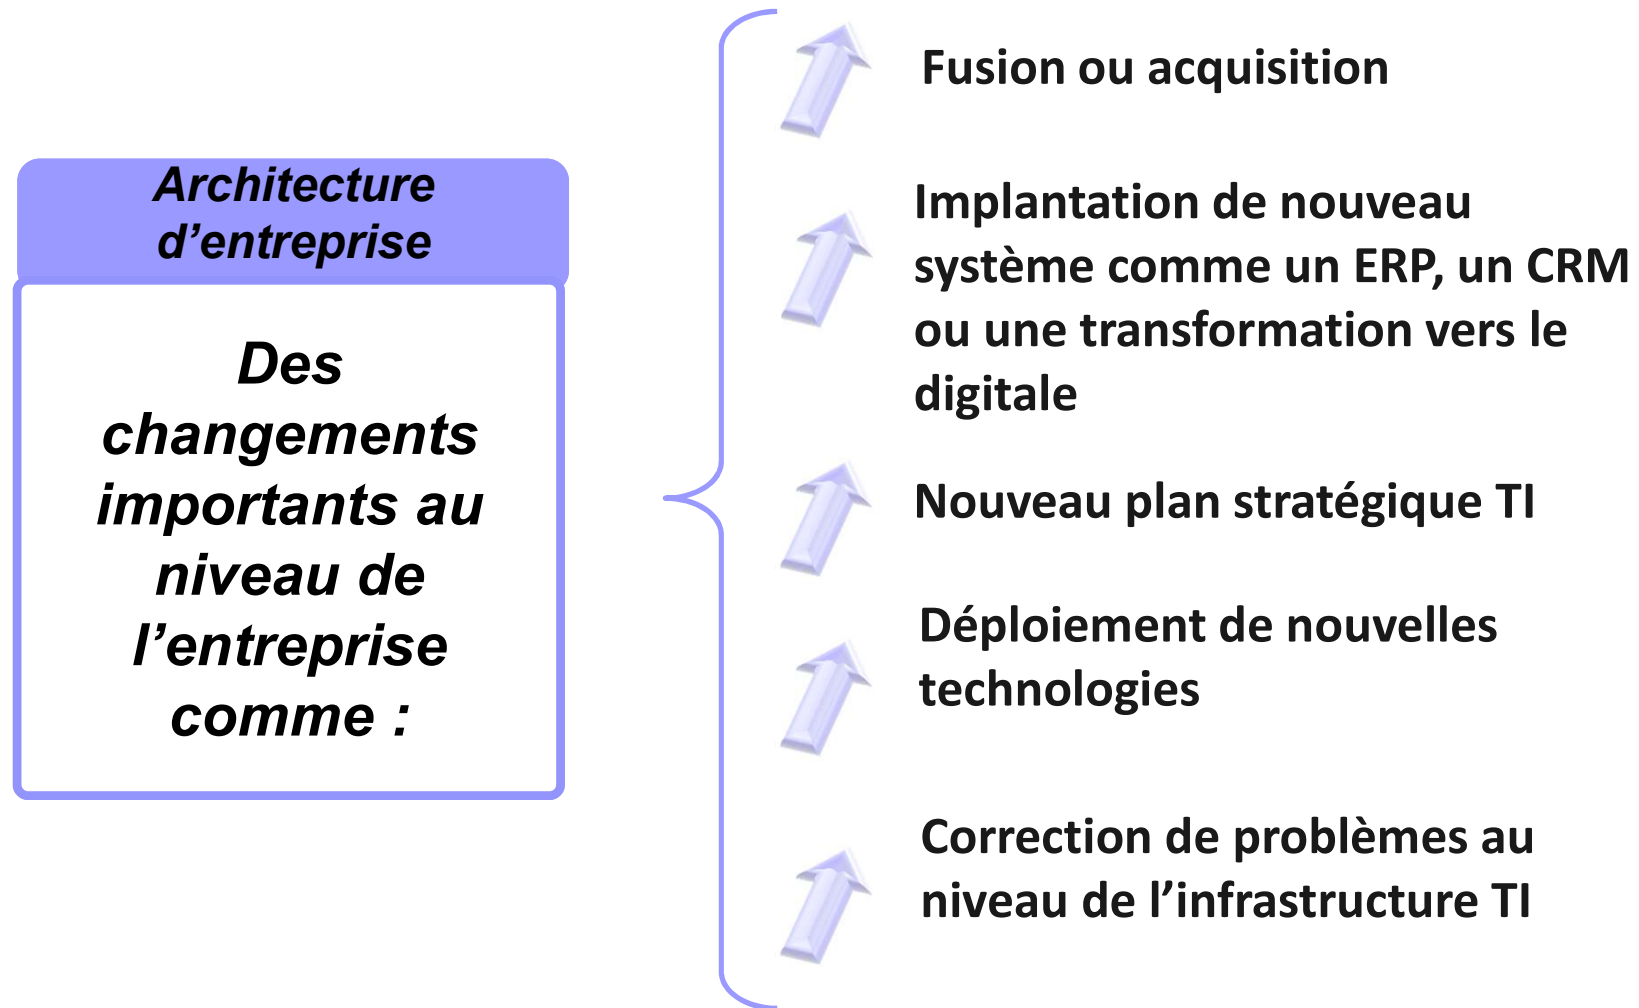 Architecture
d’entreprise
Des
changements
importants au
niveau de
l’entreprise
comme :
Fusion ou acquisition
Implantation de nouveau
système comme un ERP, un CRM
ou une transformation vers le
digitale
Nouveau plan stratégique TI
Déploiement de nouvelles
technologies
Correction de problèmes au
niveau de l’infrastructure TI